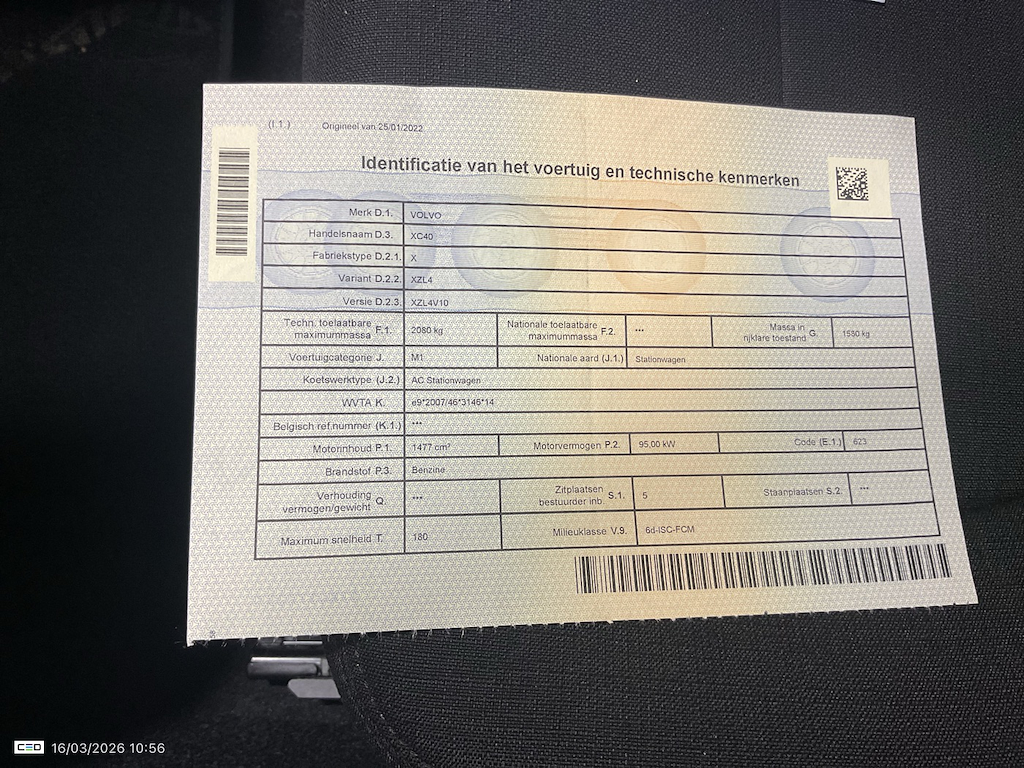 (I.1.) Origineel van 25/01/2022
Identificatie van het voertuig en technische kenmerken
Merk D.1. VOLVO
Handelsnaam D.3. XC40
Fabriekstype D.2.1. X
Variant D.2.2. XZL4
Versie D.2.3. XZL4V10
Techn. toelaatbare maximummassa F.1. 2080 kg Nationale toelaatbare maximummassa F.2. *** Massa in rijklare toestand G. 1580 kg
Voertuigcategorie J. M1 Nationale aard (J.1.) Stationwagen
Koetswerktype (J.2.) AC Stationwagen
WVTA K. e9*2007/46*3146*14
Belgisch ref.nummer (K.1.) ***
Motorinhoud P.1. 1477 cm³ Motorvermogen P.2. 95,00 kW Code (E.1.) 623
Brandstof P.3. Benzine
Verhouding vermogen/gewicht Q. *** Zitplaatsen bestuurder inb S.1. 5 Staanplaatsen S.2. ***
Maximum snelheid T. 180 Milieuklasse V.9. 6d-ISC-FCM
CEO 16/03/2026 10:56